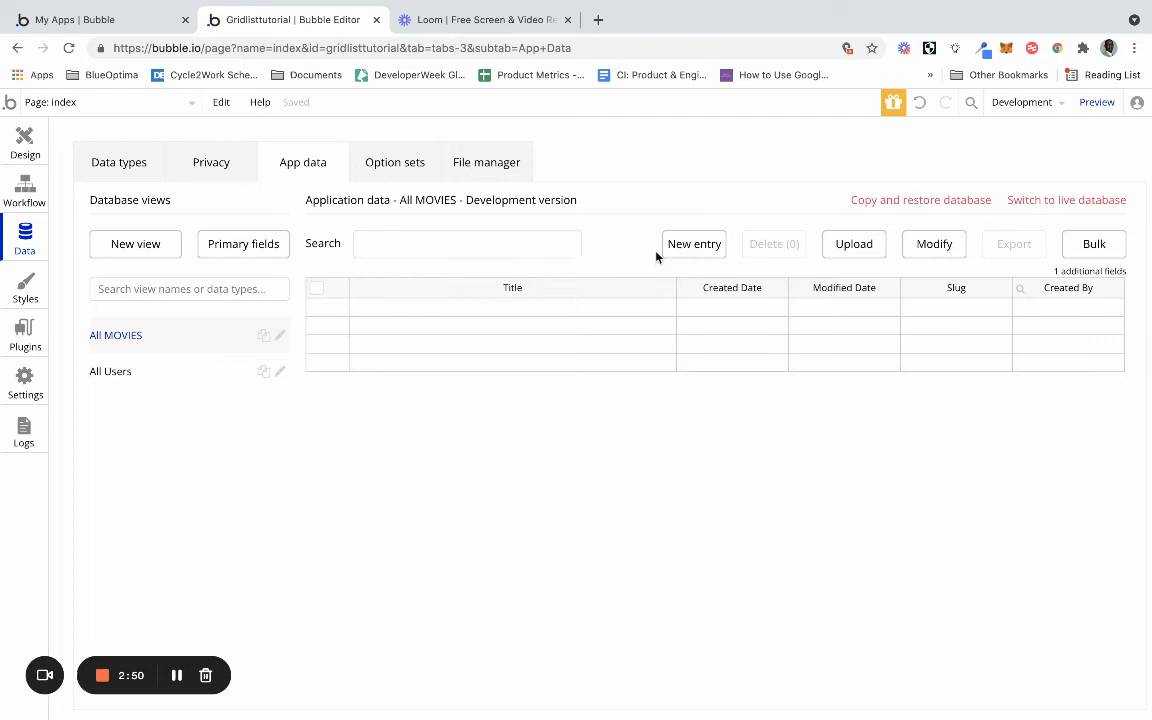 My Apps | Bubble
Gridlisttutorial | Bubble Editor
Loom | Free Screen & Video Re
https://bubble.io/page?name=index&id=gridlisttutorial&tab=tabs-3&subtab=App+Data
Apps
BlueOptima
DE Cycle2Work Sche...
Documents
DeveloperWeek Gl...
Product Metrics -...
CI: Product & Engi...
How to Use Googl...
»
Other Bookmarks
Reading List
Page: index
Edit
Help
Saved
Development
Preview
Design
Workflow
Data
Styles
Plugins
Settings
Logs
Data types
Privacy
App data
Option sets
File manager
Database views
Application data - All MOVIES - Development version
Copy and restore database
Switch to live database
New view
Primary fields
Search
New entry
Delete (0)
Upload
Modify
Export
Bulk
1 additional fields
Search view names or data types...
Title
Created Date
Modified Date
Slug
Created By
All MOVIES
All Users
2:50